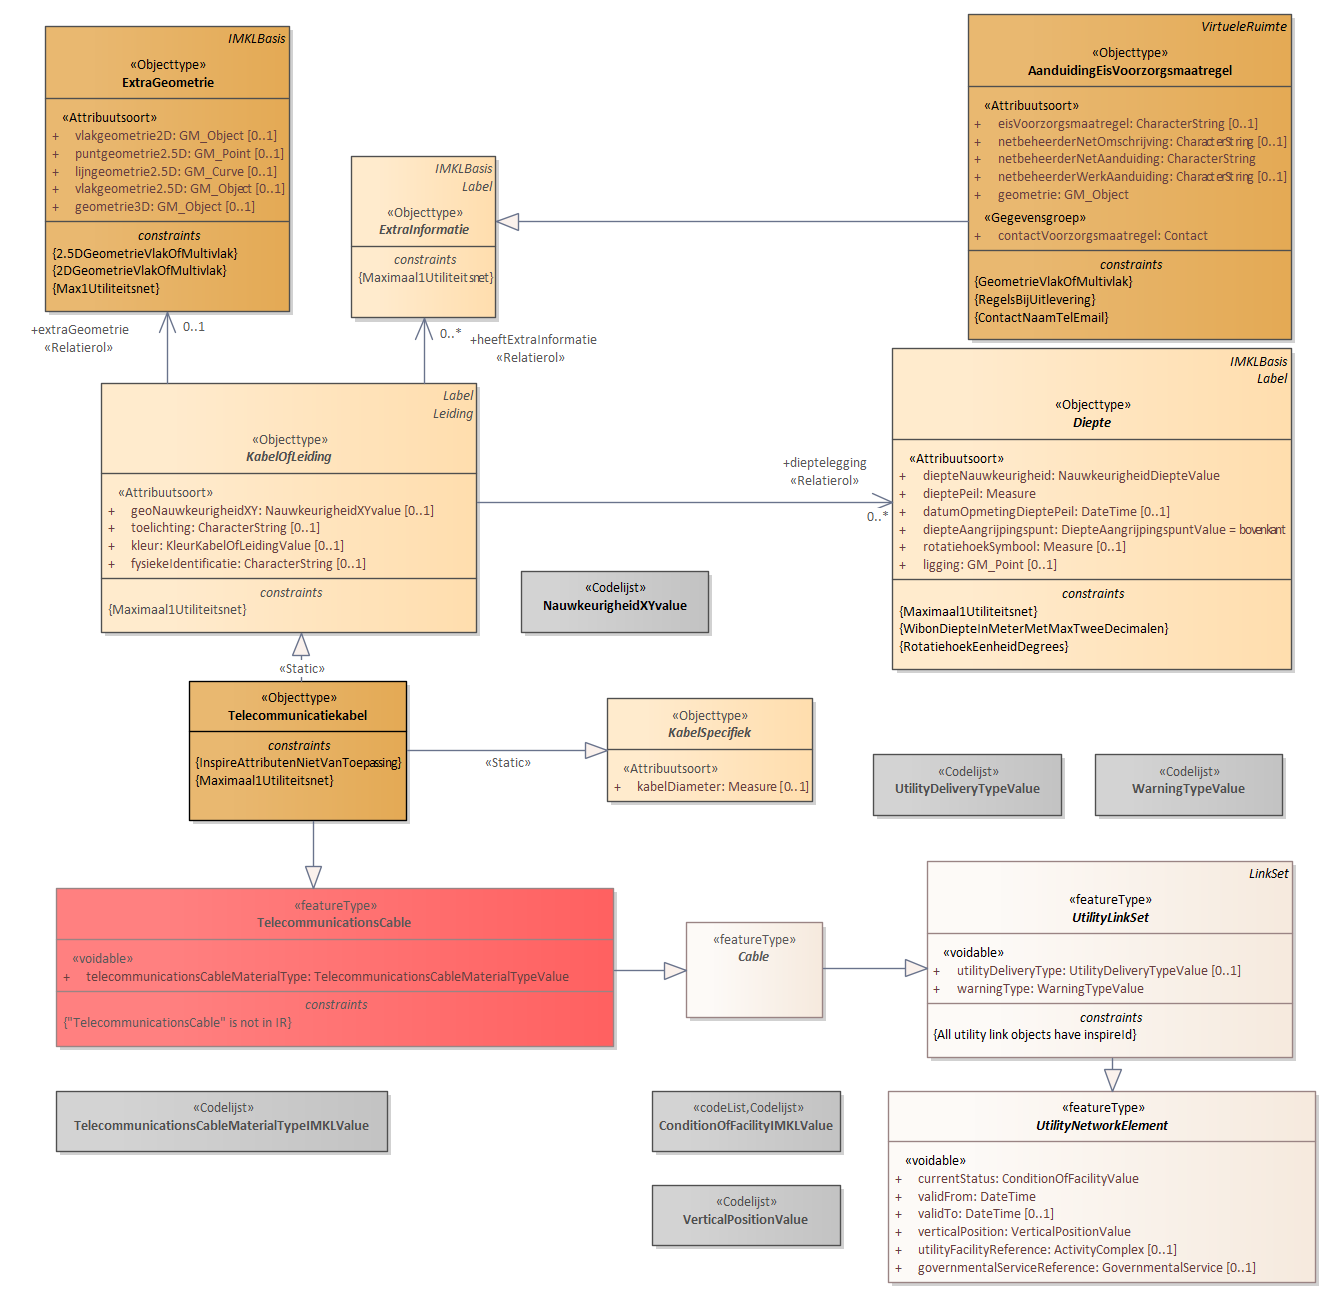 IMKLBasis
«Objecttype»
ExtraGeometrie
«Attribuutsoort»
+ vlakgeometrie2D: GM_Object [0..1]
+ puntgeometrie2.5D: GM_Point [0..1]
+ lijngeometrie2.5D: GM_Curve [0..1]
+ vlakgeometrie2.5D: GM_Object [0..1]
+ geometrie3D: GM_Object [0..1]
constraints
{2.5DGeometrieVlakOfMultivlak}
{2DGeometrieVlakOfMultivlak}
{Max1Utiliteitsnet}
VirtueleRuimte
«Objecttype»
AanduidingEisVoorzorgsmaatregel
«Attribuutsoort»
+ eisVoorzorgsmaatregel: CharacterString [0..1]
+ netbeheerderNetOmschrijving: CharacterString [0..1]
+ netbeheerderNetAanduiding: CharacterString
+ netbeheerderWerkAanduiding: CharacterString [0..1]
+ geometrie: GM_Object
«Gegevensgroep»
+ contactVoorzorgsmaatregel: Contact
constraints
{GeometrieVlakOfMultivlak}
{RegelsBijUitlevering}
{ContactNaamTelEmail}
IMKLBasis
Label
«Objecttype»
ExtraInformatie
constraints
{Maximaal1Utiliteitsnet}
+extraGeometrie
«Relatierol»
0..1
0..*
+heeftExtraInformatie
«Relatierol»
Label
Leiding
«Objecttype»
KabelOfLeiding
«Attribuutsoort»
+ geoNauwkeurigheidXY: NauwkeurigheidXYvalue [0..1]
+ toelichting: CharacterString [0..1]
+ kleur: KleurKabelOfLeidingValue [0..1]
+ fysiekeIdentificatie: CharacterString [0..1]
constraints
{Maximaal1Utiliteitsnet}
+dieptelegging
«Relatierol»
0..*
IMKLBasis
Label
«Objecttype»
Diepte
«Attribuutsoort»
+ diepteNauwkeurigheid: NauwkeurigheidDiepteValue
+ dieptePeil: Measure
+ datumOpmetingDieptePeil: DateTime [0..1]
+ diepteAangrijpingspunt: DiepteAangrijpingspuntValue = bovenkant
+ rotatiehoekSymbool: Measure [0..1]
+ ligging: GM_Point [0..1]
constraints
{Maximaal1Utiliteitsnet}
{WibonDiepteInMeterMetMaxTweeDecimalen}
{RotatiehoekEenheidDegrees}
«Codelijst»
NauwkeurigheidXYvalue
«Static»
«Objecttype»
Telecommunicatiekabel
constraints
{InspireAttributenNietVanToepassing}
{Maximaal1Utiliteitsnet}
«Static»
«Objecttype»
KabelSpecifiek
«Attribuutsoort»
+ kabelDiameter: Measure [0..1]
«Codelijst»
UtilityDeliveryTypeValue
«Codelijst»
WarningTypeValue
«featureType»
TelecommunicationsCable
«voidable»
+ telecommunicationsCableMaterialType: TelecommunicationsCableMaterialTypeValue
constraints
{"TelecommunicationsCable" is not in IR}
«featureType»
Cable
LinkSet
«featureType»
UtilityLinkSet
«voidable»
+ utilityDeliveryType: UtilityDeliveryTypeValue [0..1]
+ warningType: WarningTypeValue
constraints
{All utility link objects have inspireId}
«Codelijst»
TelecommunicationsCableMaterialTypeIMKLValue
«codeList,Codelijst»
ConditionOfFacilityIMKLValue
«Codelijst»
VerticalPositionValue
«featureType»
UtilityNetworkElement
«voidable»
+ currentStatus: ConditionOfFacilityValue
+ validFrom: DateTime
+ validTo: DateTime [0..1]
+ verticalPosition: VerticalPositionValue
+ utilityFacilityReference: ActivityComplex [0..1]
+ governmentalServiceReference: GovernmentalService [0..1]